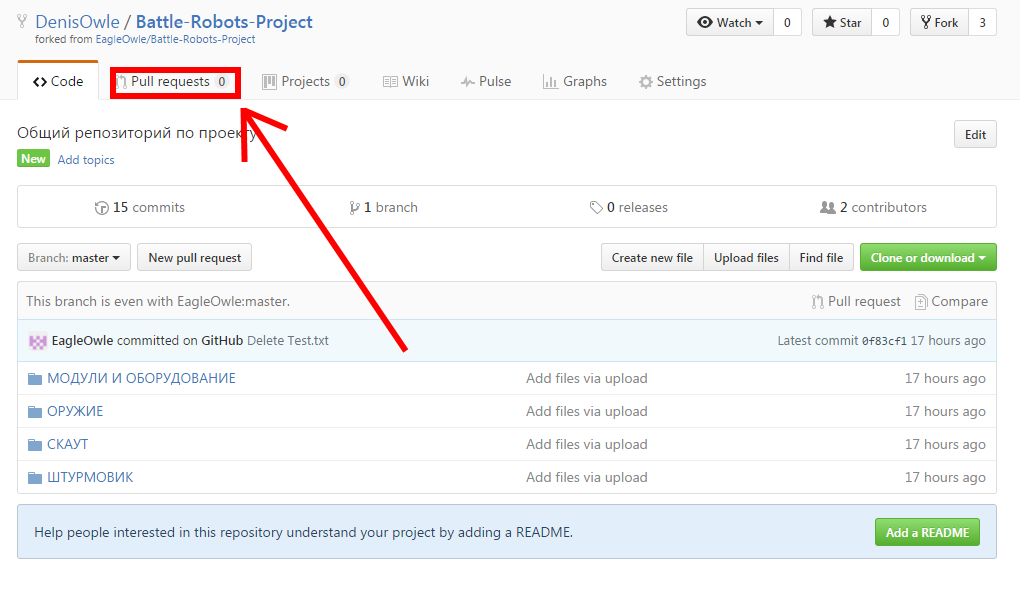 DenisOwle / Battle-Robots-Project
Watch 0 Star 0 Fork 3
forked from EagleOwle/Battle-Robots-Project
Code Pull requests 0 Projects 0 Wiki Pulse Graphs Settings
Общий репозиторий по проекту
Edit
New Add topics
15 commits 1 branch 0 releases 2 contributors
Branch: master New pull request Create new file Upload files Find file Clone or download
This branch is even with EagleOwle:master. Pull request Compare
EagleOwle committed on GitHub Delete Test.txt Latest commit 0f83cf1 17 hours ago
МОДУЛИ И ОБОРУДОВАНИЕ Add files via upload 17 hours ago
ОРУЖИЕ Add files via upload 17 hours ago
СКАУТ Add files via upload 17 hours ago
ШТУРМОВИК Add files via upload 17 hours ago
Help people interested in this repository understand your project by adding a README. Add a README